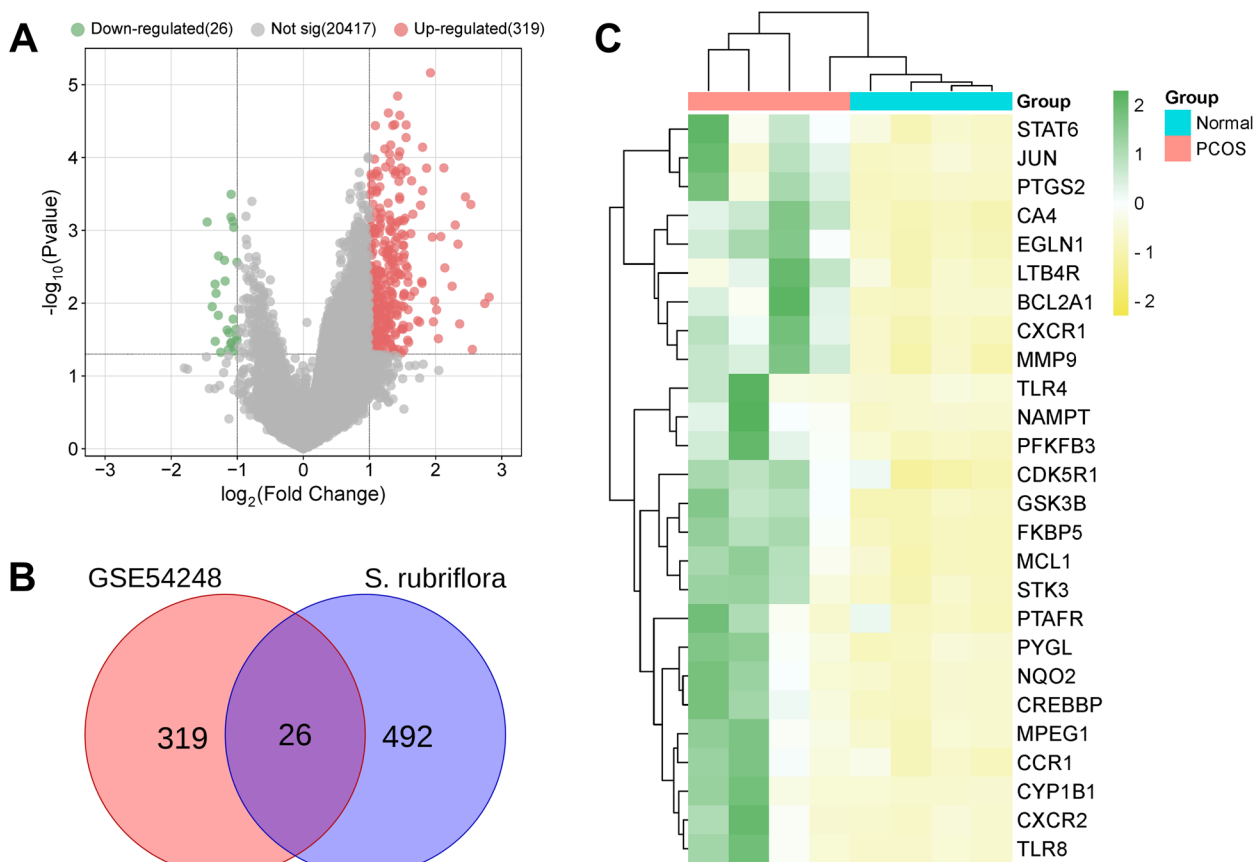 A
Down-regulated(26) Not sig(20417) Up-regulated(319)
5
4
3
2
1
0
-log10(Pvalue)
−3 −2 −1 0 1 2 3
log2(Fold Change)
B
GSE54248 S. rubriflora
319 26 492
C
Group
STAT6
JUN
PTGS2
CA4
EGLN1
LTB4R
BCL2A1
CXCR1
MMP9
TLR4
NAMPT
PFKFB3
CDK5R1
GSK3B
FKBP5
MCL1
STK3
PTAFR
PYGL
NQO2
CREBBP
MPEG1
CCR1
CYP1B1
CXCR2
TLR8
2
1
0
- 1
- 2
Group
Normal
PCOS